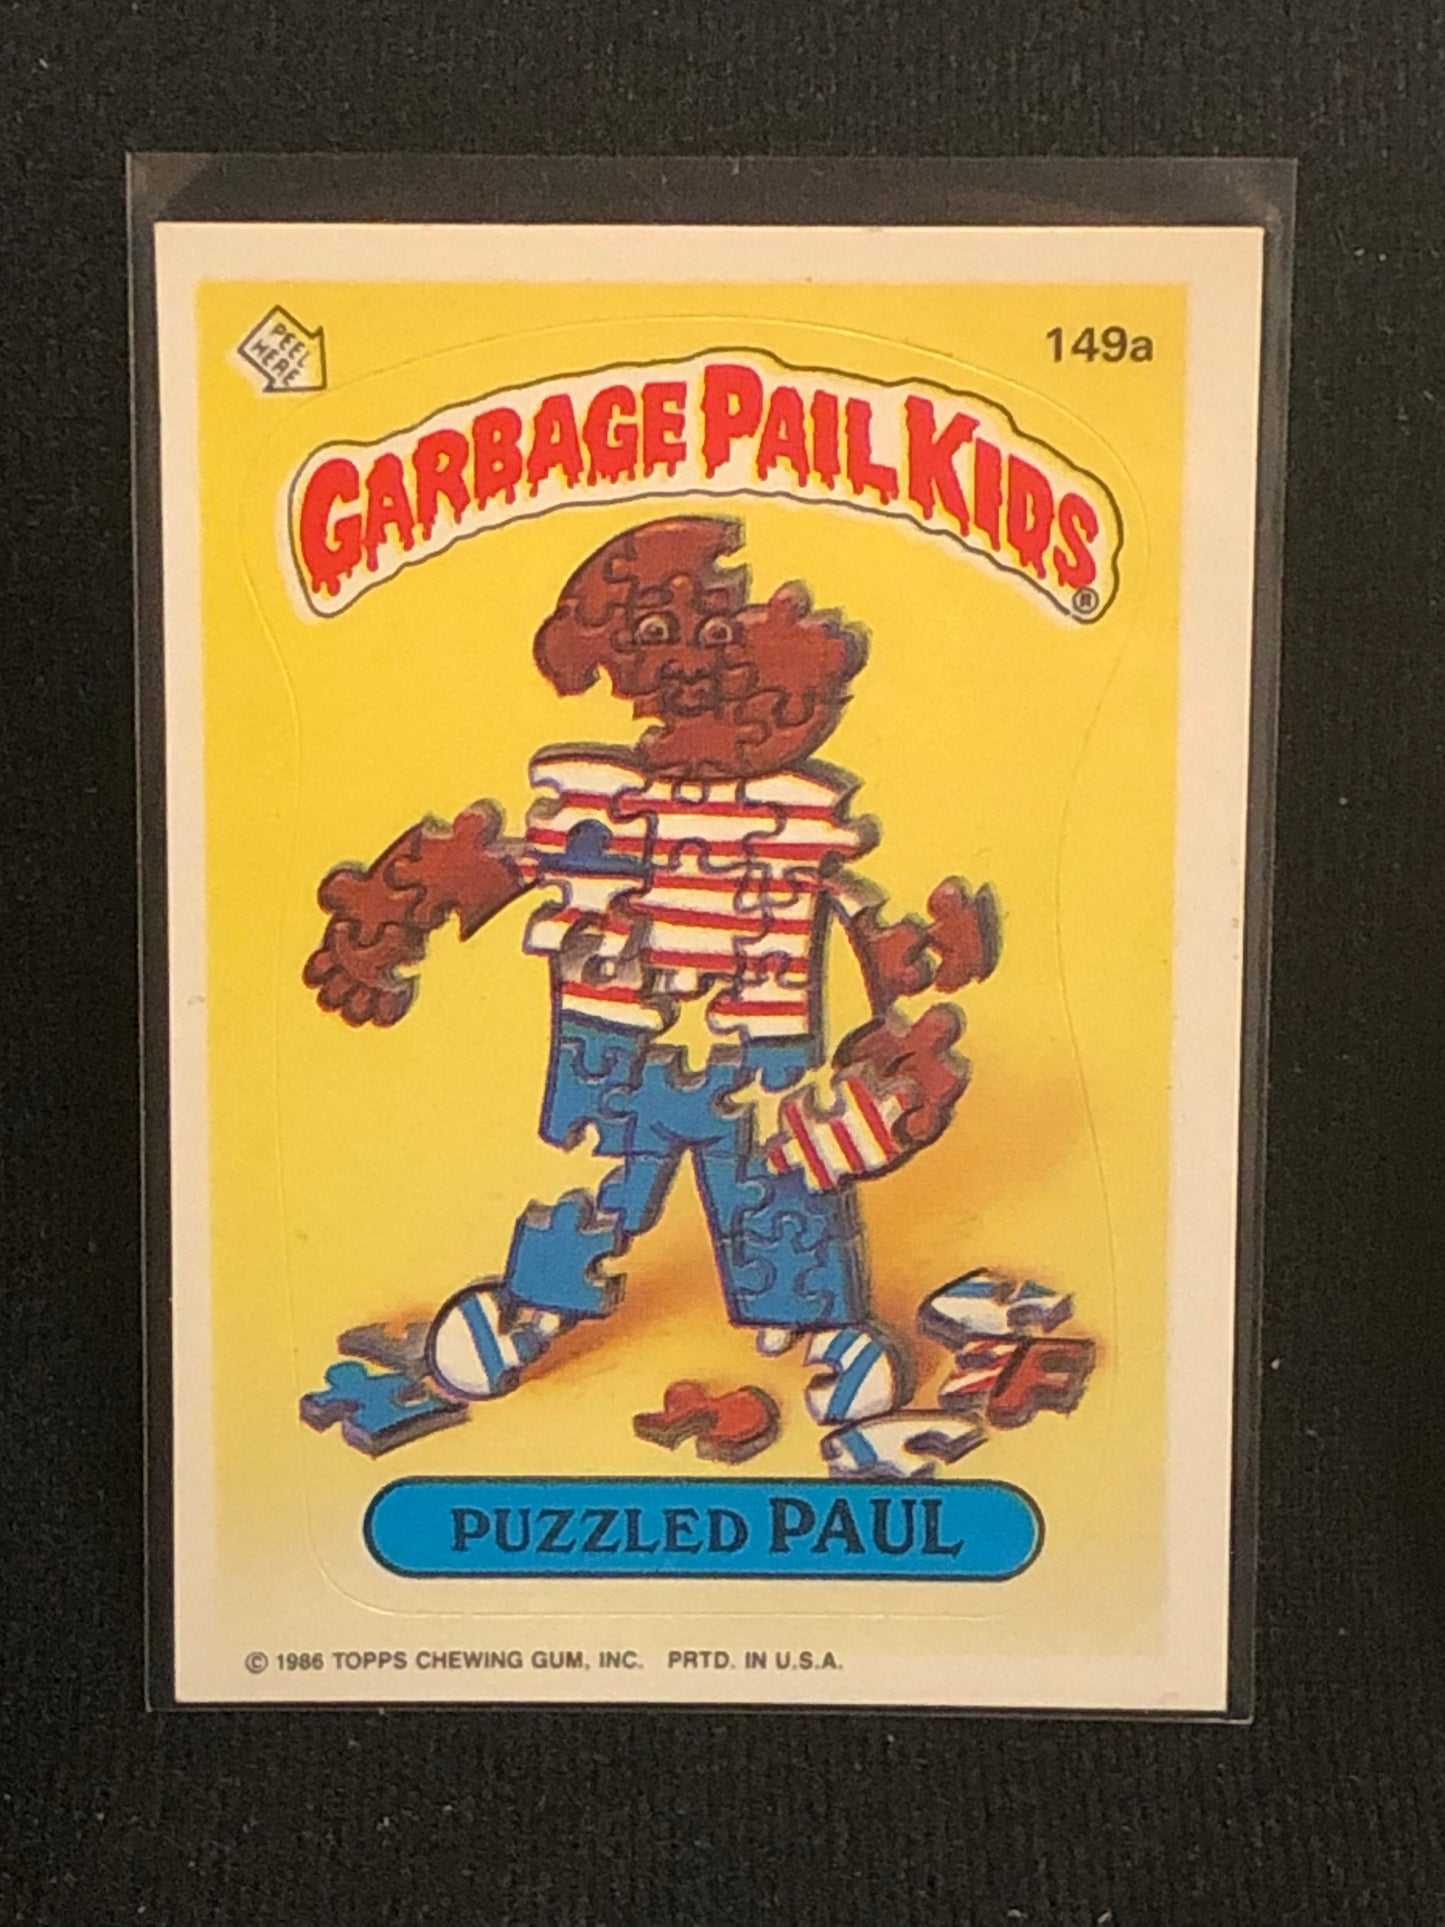 PEEL
HERE
149a
GARBAGE PAIL KIDS
®
PUZZLED PAUL
© 1986 TOPPS CHEWING GUM, INC. PRTD. IN U.S.A.